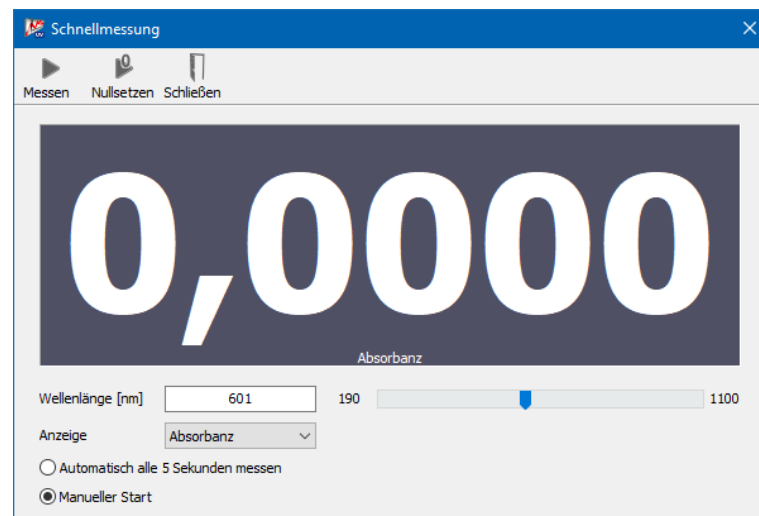 Schnellmessung
Messen Nullsetzen Schließen
0,0000
Absorbanz
Wellenlänge [nm] 601 190 1100
Anzeige Absorbanz
Automatisch alle 5 Sekunden messen
Manueller Start